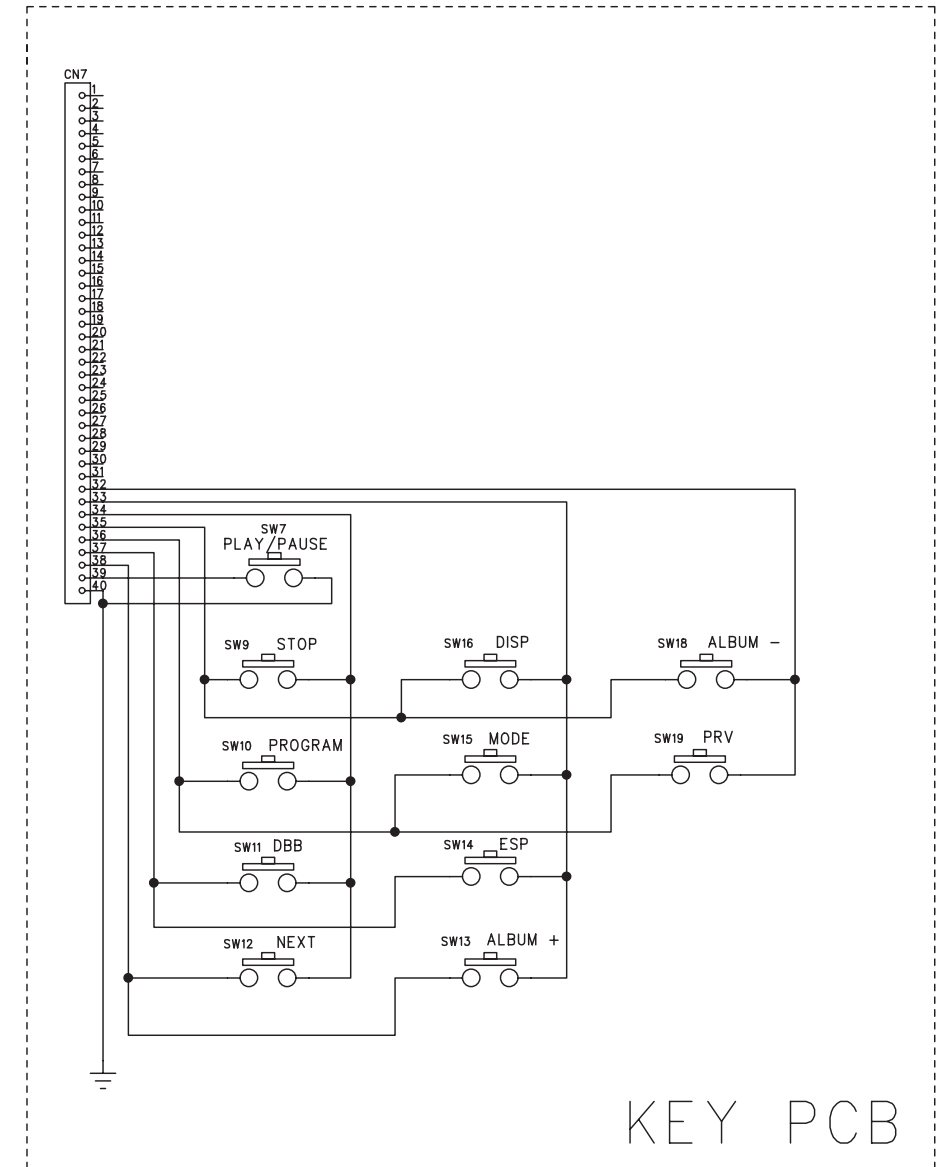 CN7
1
2
3
4
5
6
7
8
9
10
11
12
13
14
15
16
17
18
19
20
21
22
23
24
25
26
27
28
29
30
31
32
33
34
35
36
37
38
39
40
SW7
PLAY/PAUSE
SW9 STOP
SW16 DISP
SW18 ALBUM -
SW10 PROGRAM
SW15 MODE
SW19 PRV
SW11 DBB
SW14 ESP
SW12 NEXT
SW13 ALBUM +
KEY PCB